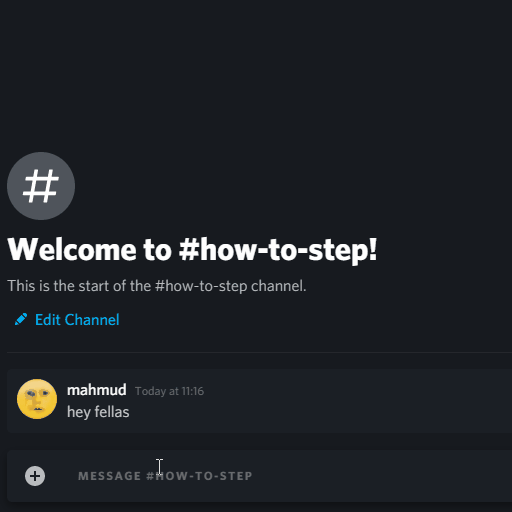 #
Welcome to #how-to-step!
This is the start of the #how-to-step channel.
Edit Channel
mahmud Today at 11:16
hey fellas
MESSAGE #HOW-TO-STEP